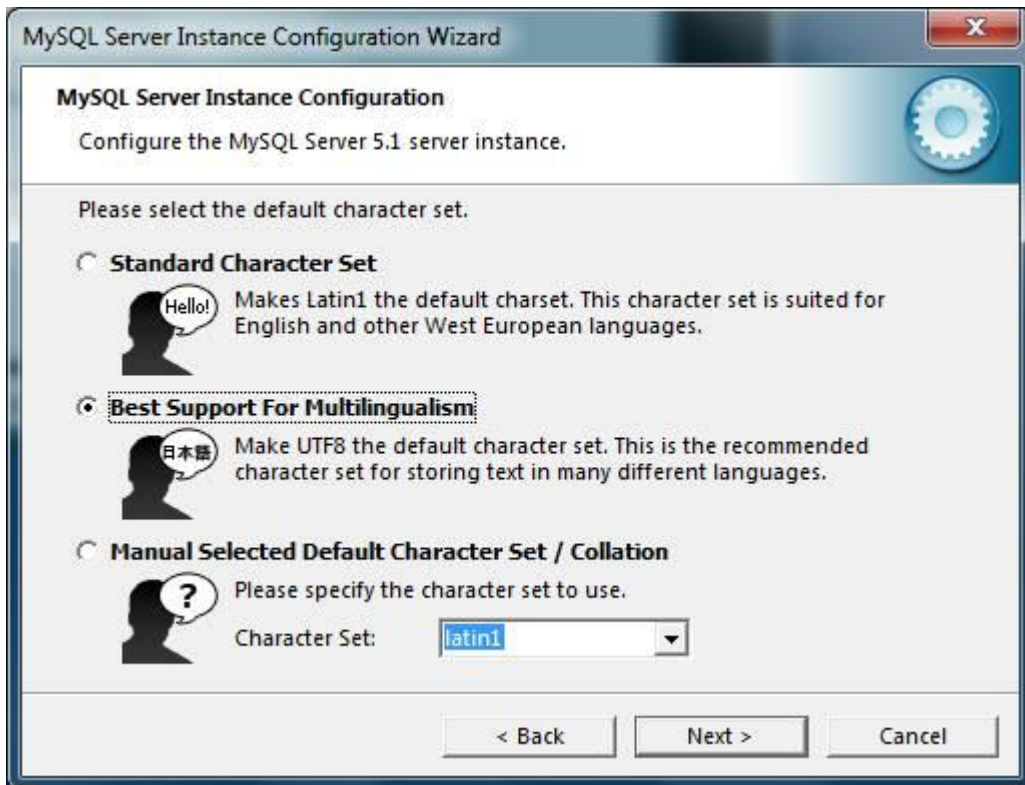 MySQL Server Instance Configuration Wizard
MySQL Server Instance Configuration
Configure the MySQL Server 5.1 server instance.
Please select the default character set.
Standard Character Set
Hello!
Makes Latin1 the default charset. This character set is suited for
English and other West European languages.
Best Support For Multilingualism
日本語
Make UTF8 the default character set. This is the recommended
character set for storing text in many different languages.
Manual Selected Default Character Set / Collation
?
Please specify the character set to use.
Character Set: latin1
< Back Next > Cancel